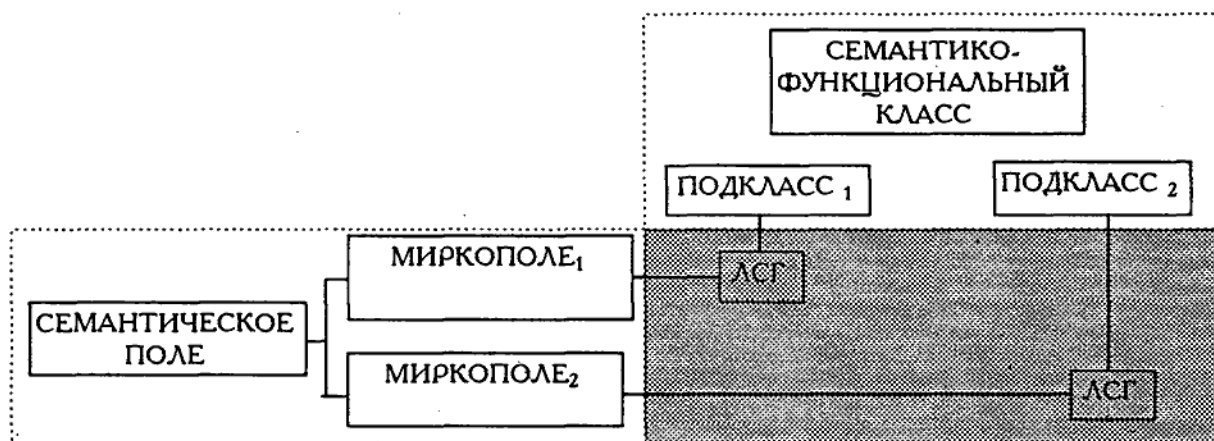 СЕМАНТИКО-
ФУНКЦИОНАЛЬНЫЙ
КЛАСС
ПОДКЛАСС 1
ПОДКЛАСС 2
МИРКОПОЛЕ1
ЛСГ
СЕМАНТИЧЕСКОЕ
ПОЛЕ
МИРКОПОЛЕ2
ЛСГ